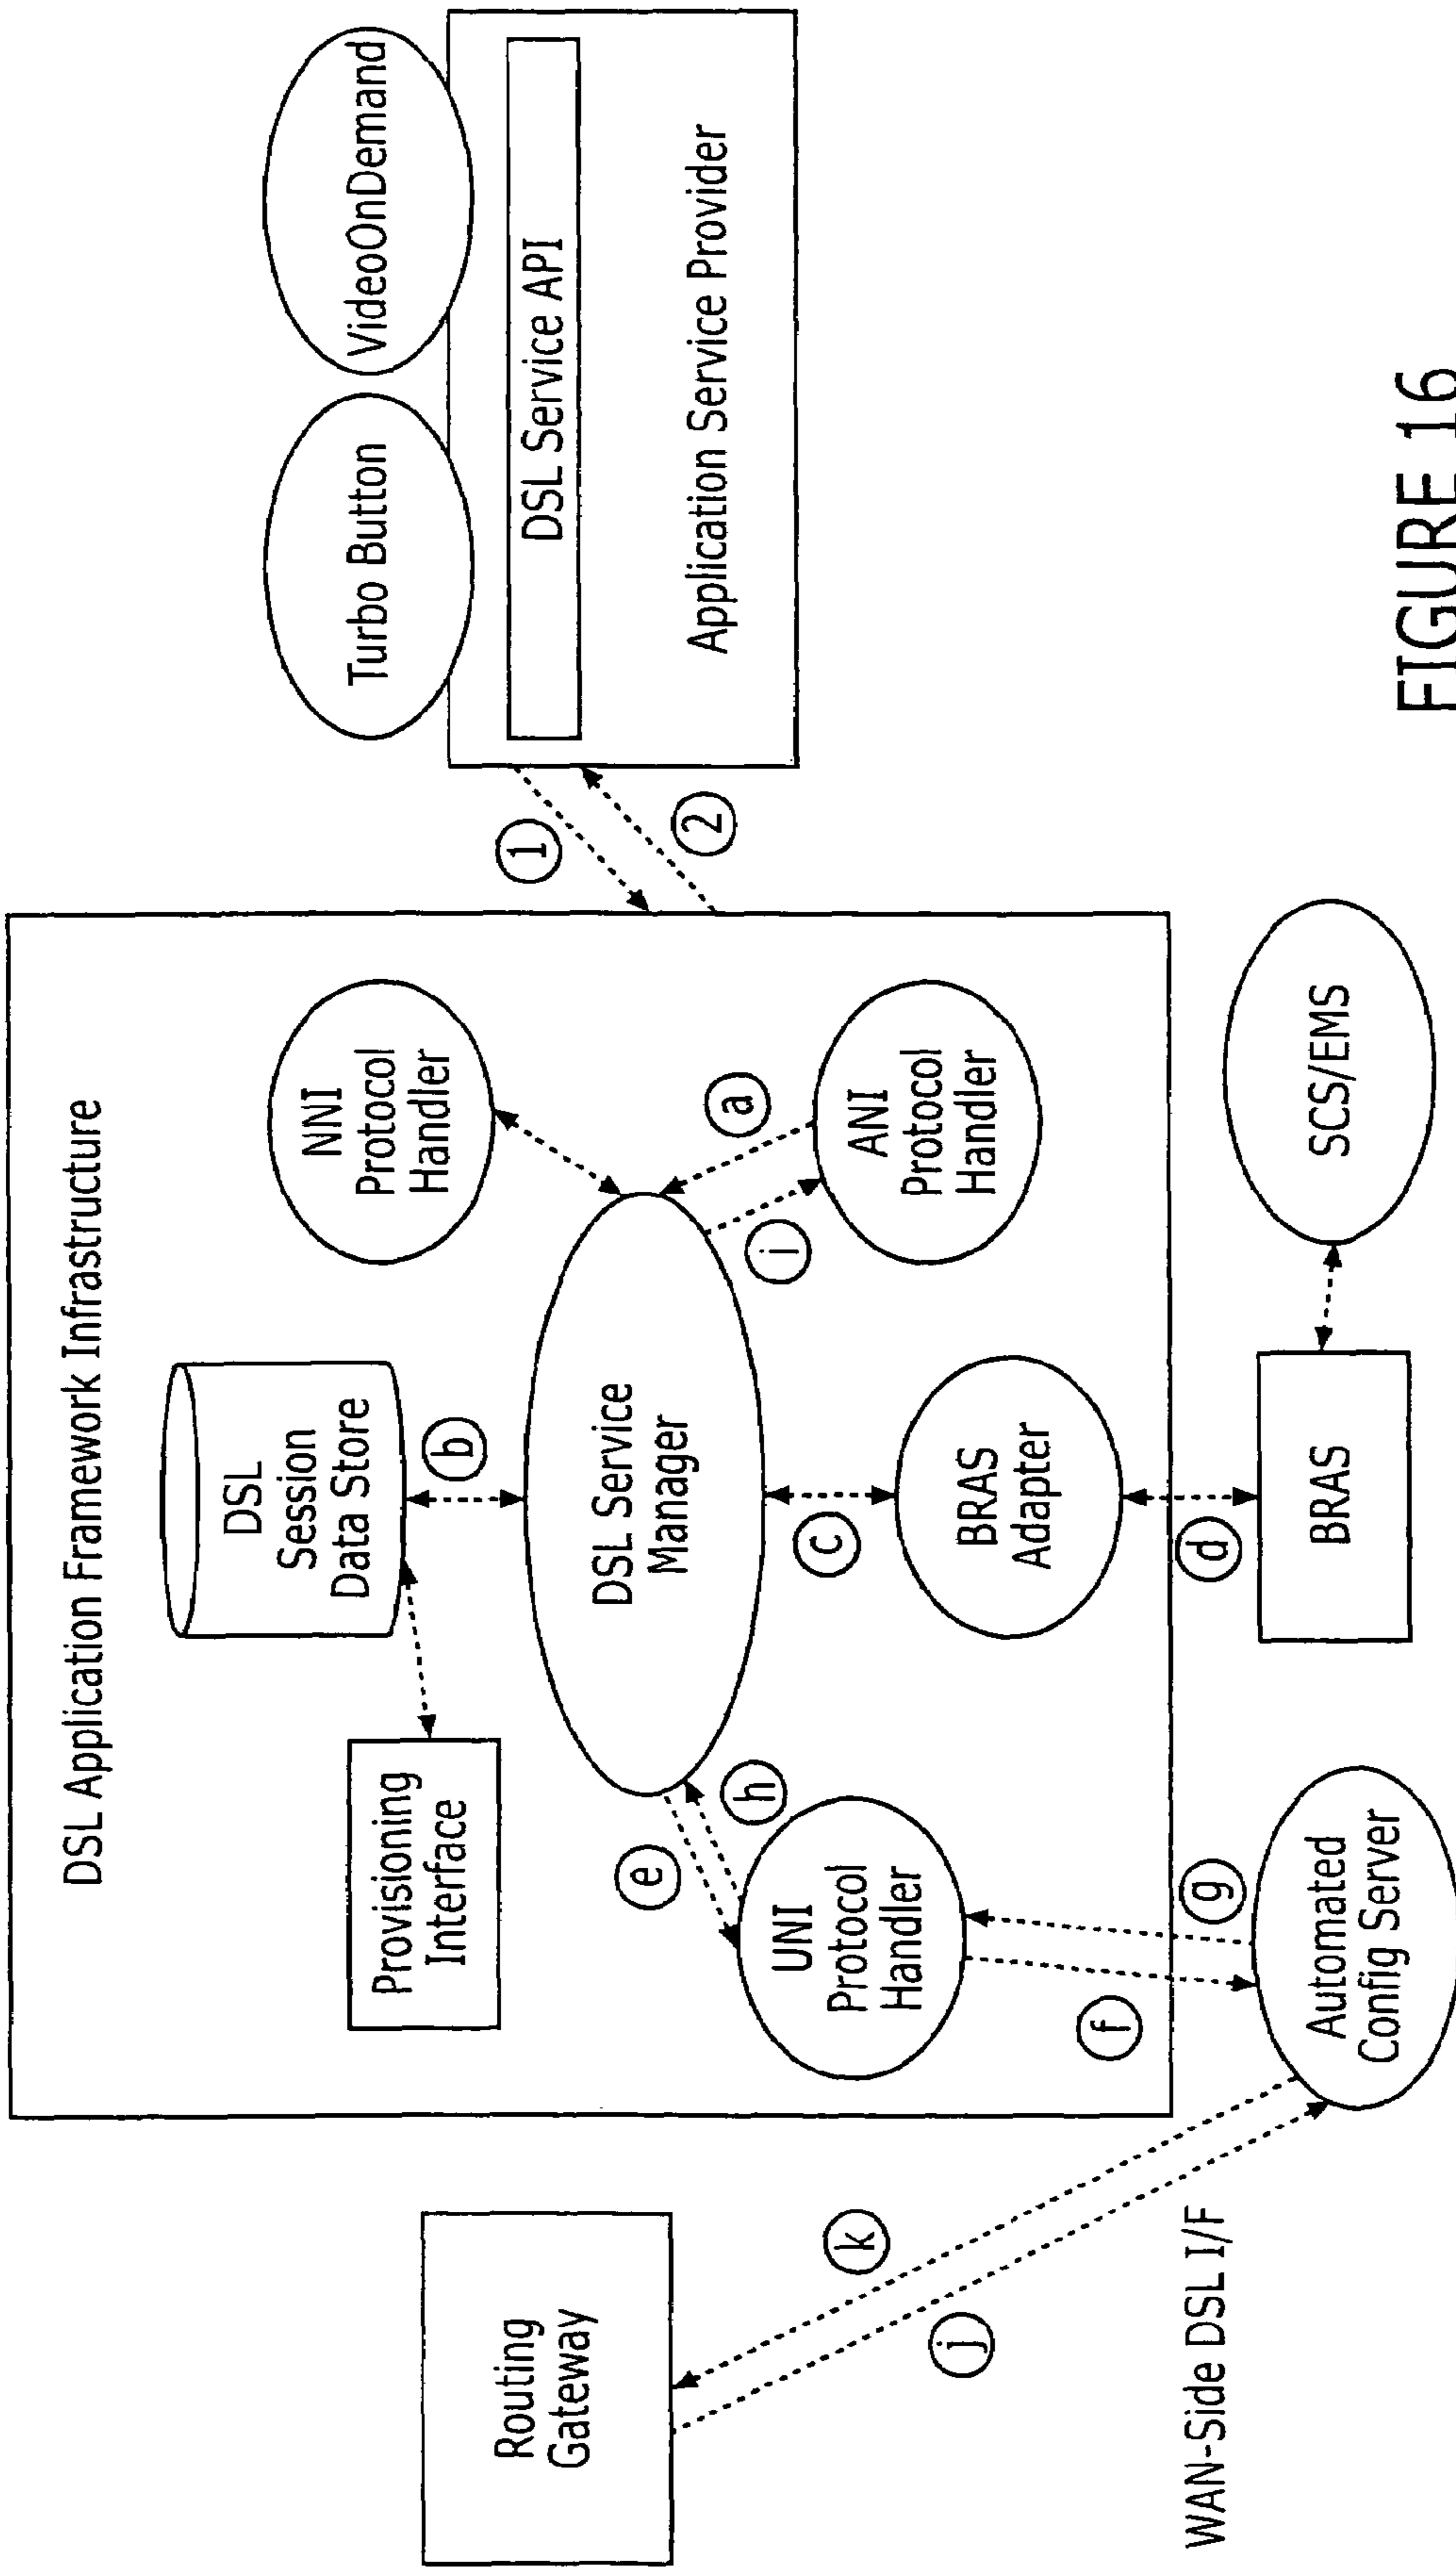 DSL Application Framework Infrastructure
Turbo Button
VideoOnDemand
DSL Service API
Application Service Provider
1
2
Provisioning
Interface
DSL
Session
Data Store
b
NNI
Protocol
Handler
DSL Service
Manager
e
h
a
i
c
UNI
Protocol
Handler
BRAS
Adapter
ANI
Protocol
Handler
f
g
d
Routing
Gateway
k
j
WAN-Side DSL I/F
Automated
Config Server
BRAS
SCS/EMS
FIGURE 16